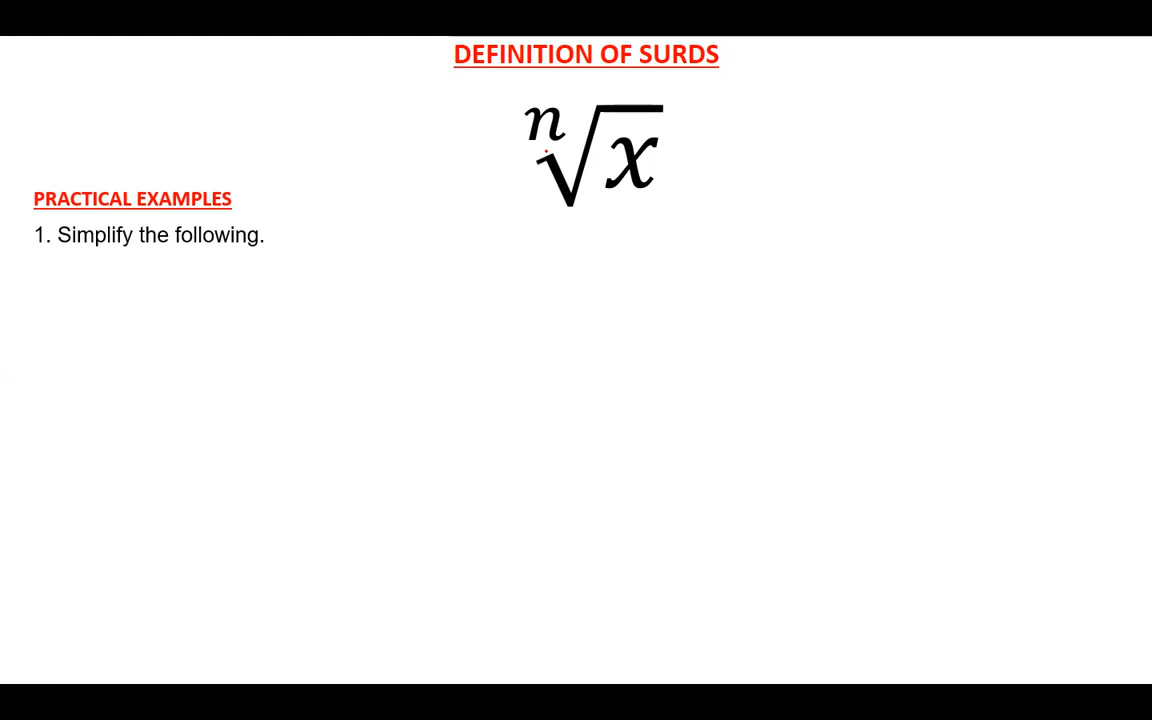 DEFINITION OF SURDS
n√x
PRACTICAL EXAMPLES
1. Simplify the following.